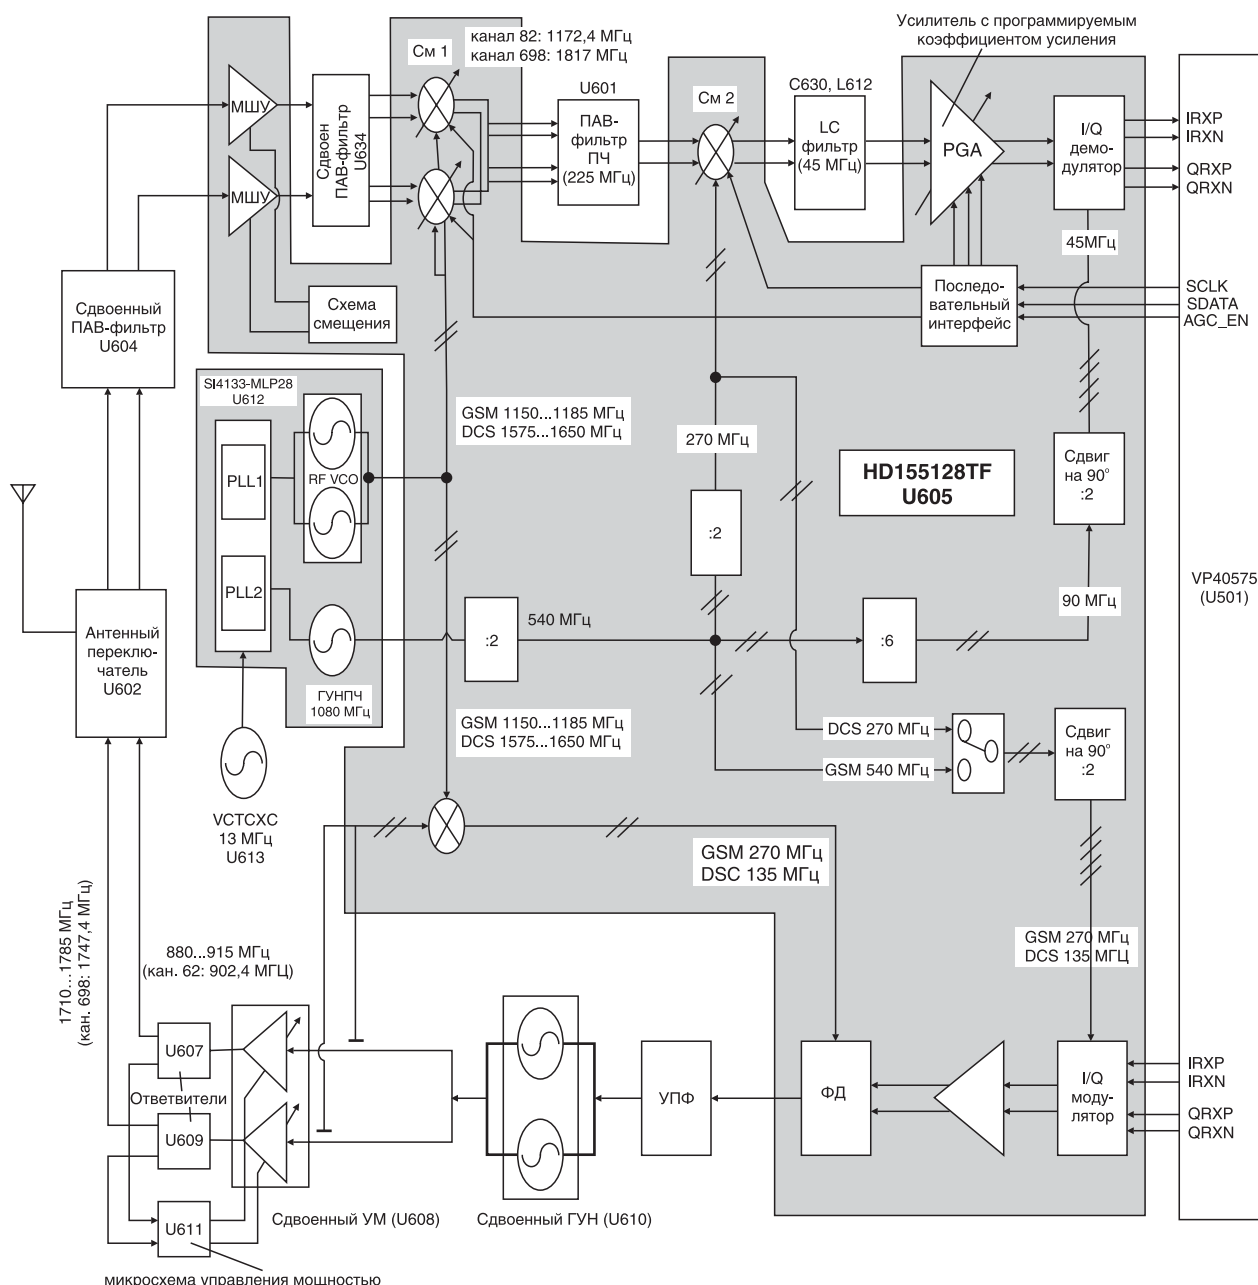 Усилитель с программируемым
коэффициентом усиления
См 1
канал 82: 1172,4 МГц
канал 698: 1817 МГц
МШУ
МШУ
Сдвоен
ПАВ-фильтр
U634
U601
ПАВ-
фильтр
ПЧ
(225 МГц)
См 2
C630, L612
LC
фильтр
(45 МГц)
PGA
I/Q
демо-
дулятор
IRXP
IRXN
QRXP
QRXN
45МГц
Сдвоенный
ПАВ-фильтр
U604
Схема
смещения
Последо-
вательный
интерфейс
SCLK
SDATA
AGC_EN
SI4133-MLP28
U612
PLL1
RF VCO
PLL2
GSM 1150...1185 МГц
DCS 1575...1650 МГц
270 МГц
HD155128TF
U605
Сдвиг
на 90°
:2
:2
VP40575
(U501)
90 МГц
Антенный
переклю-
чатель
U602
:2
540 МГц
:6
ГУНПЧ
1080 МГц
GSM 1150...1185 МГц
DCS 1575...1650 МГц
DCS 270 МГц
GSM 540 МГц
Сдвиг
на 90°
:2
VCTCXC
13 МГц
U613
GSM 270 МГц
DSC 135 МГц
1710...1785 МГц
(кан. 698: 1747,4 МГц)
880...915 МГц
(кан. 62: 902,4 МГЦ)
GSM 270 МГц
DCS 135 МГЦ
U607
Ответвители
U609
U611
УПФ
ФД
I/Q
моду-
лятор
IRXP
IRXN
QRXP
QRXN
Сдвоенный УМ (U608)
Сдвоенный ГУН (U610)
микросхема управления мощностью